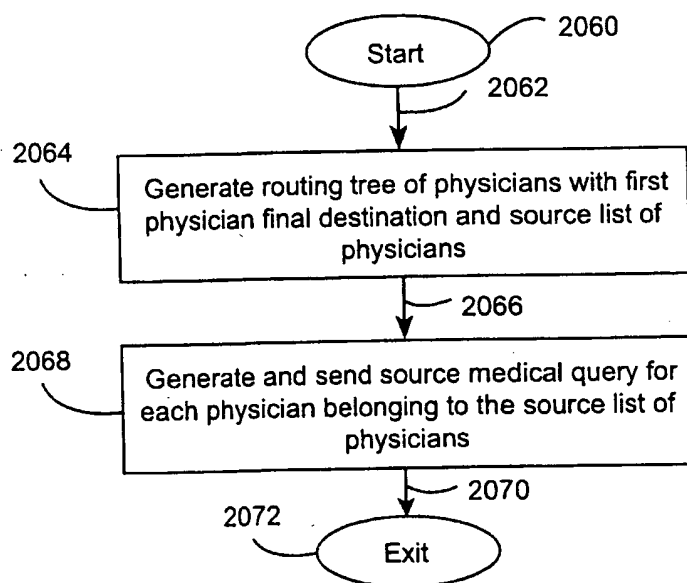 2060
Start
2062
2064
Generate routing tree of physicians with first
physician final destination and source list of
physicians
2066
2068
Generate and send source medical query for
each physician belonging to the source list of
physicians
2070
2072
Exit